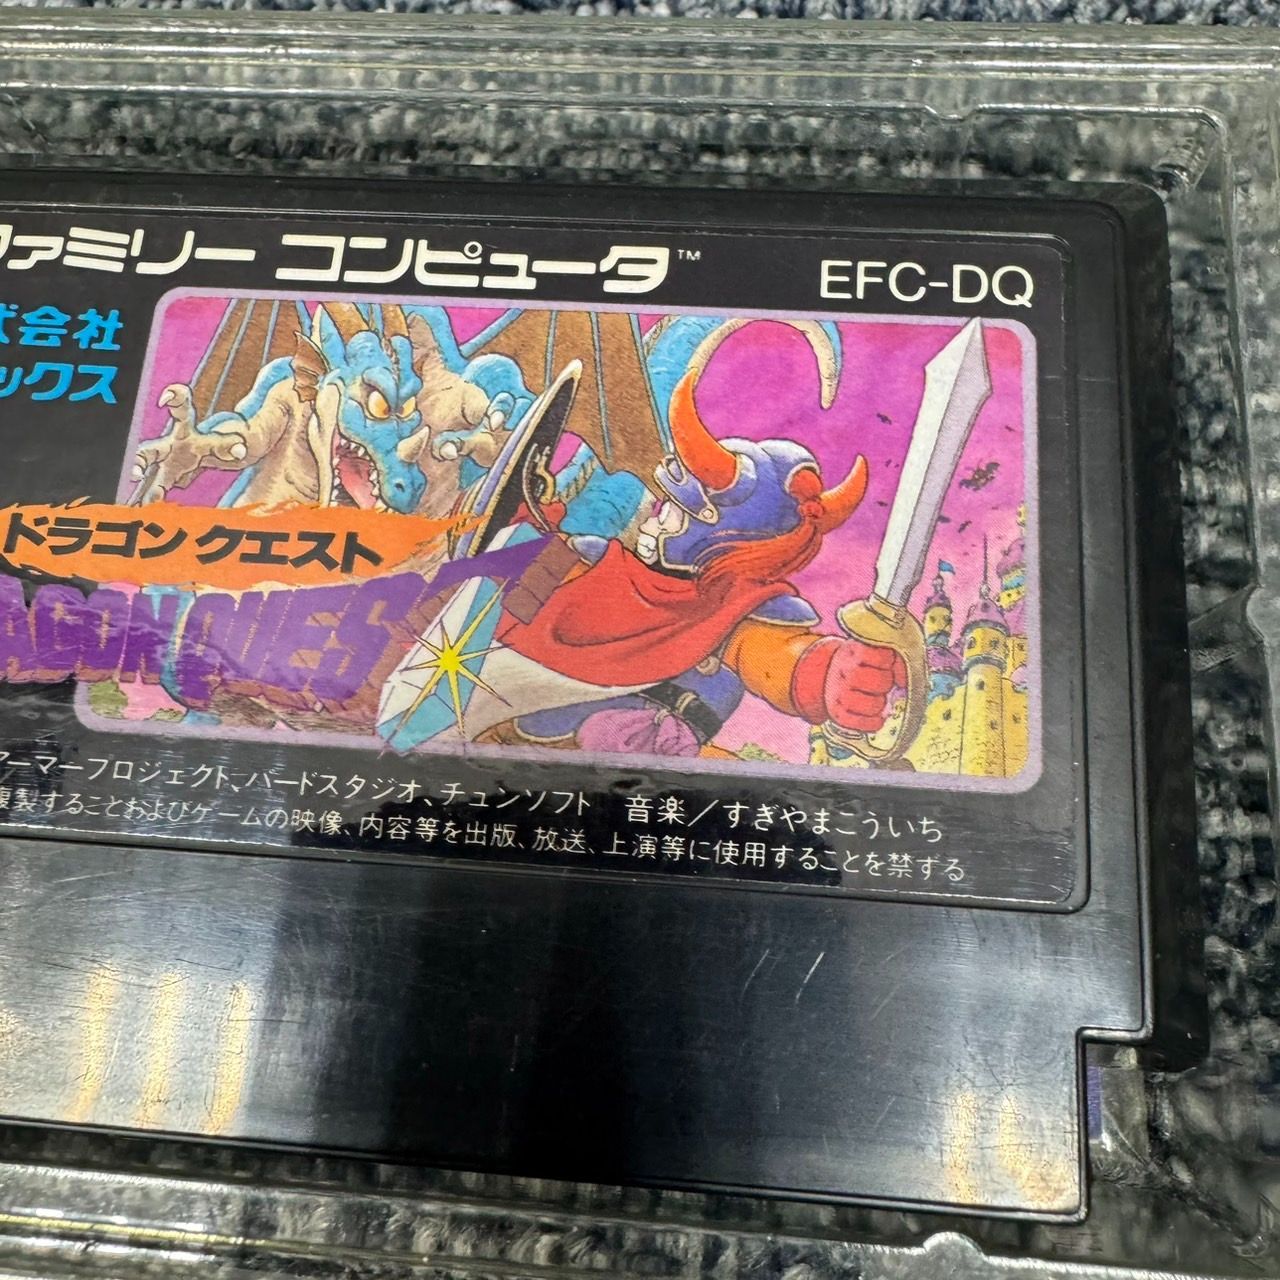 ファミリー コンピュータ™
EFC-DQ
式会社
ックス
ドラゴン クエスト
AGON QUEST
アーマープロジェクト、バードスタジオ、チュンソフト 音楽/すぎやまこういち
複製することおよびゲームの映像、内容等を出版、放送、上演等に使用することを禁ずる